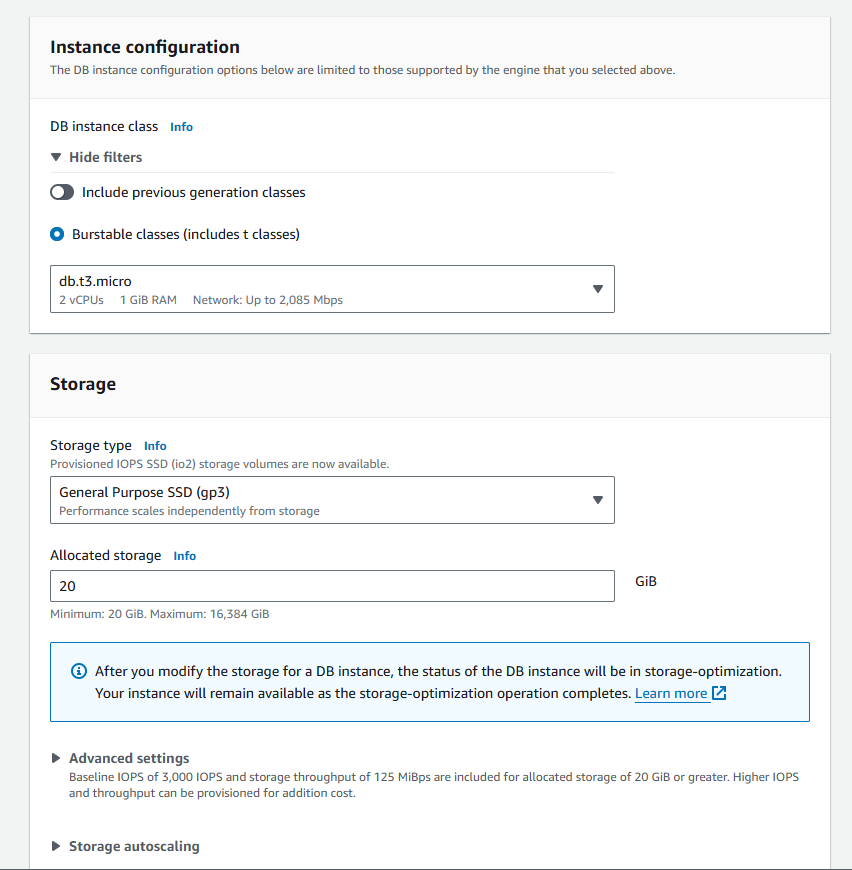 Instance configuration
The DB instance configuration options below are limited to those supported by the engine that you selected above.
DB instance class Info
Hide filters
Include previous generation classes
Burstable classes (includes t classes)
db.t3.micro
2 vCPUs 1 GiB RAM Network: Up to 2,085 Mbps
Storage
Storage type Info
Provisioned IOPS SSD (io2) storage volumes are now available.
General Purpose SSD (gp3)
Performance scales independently from storage
Allocated storage Info
20
GiB
Minimum: 20 GiB. Maximum: 16,384 GiB
After you modify the storage for a DB instance, the status of the DB instance will be in storage-optimization.
Your instance will remain available as the storage-optimization operation completes. Learn more
Advanced settings
Baseline IOPS of 3,000 IOPS and storage throughput of 125 MiBps are included for allocated storage of 20 GiB or greater. Higher IOPS
and throughput can be provisioned for addition cost.
Storage autoscaling